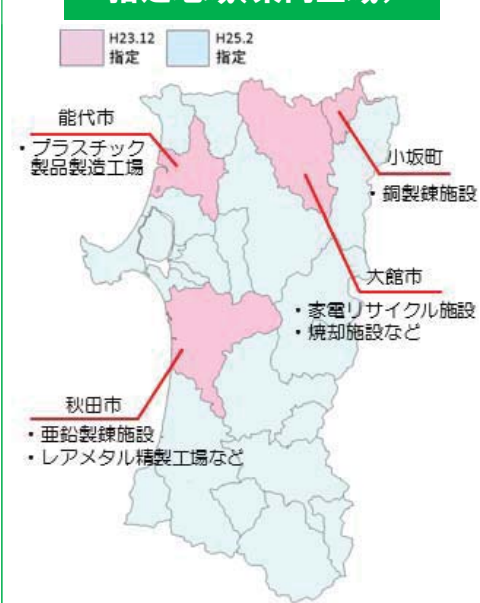 H23.12
指定
H25.2
指定
能代市
・プラスチック
製品製造工場
小坂町
・銅製錬施設
大館市
・家電リサイクル施設
・焼却施設など
秋田市
・亜鉛製錬施設
・レアメタル精製工場など